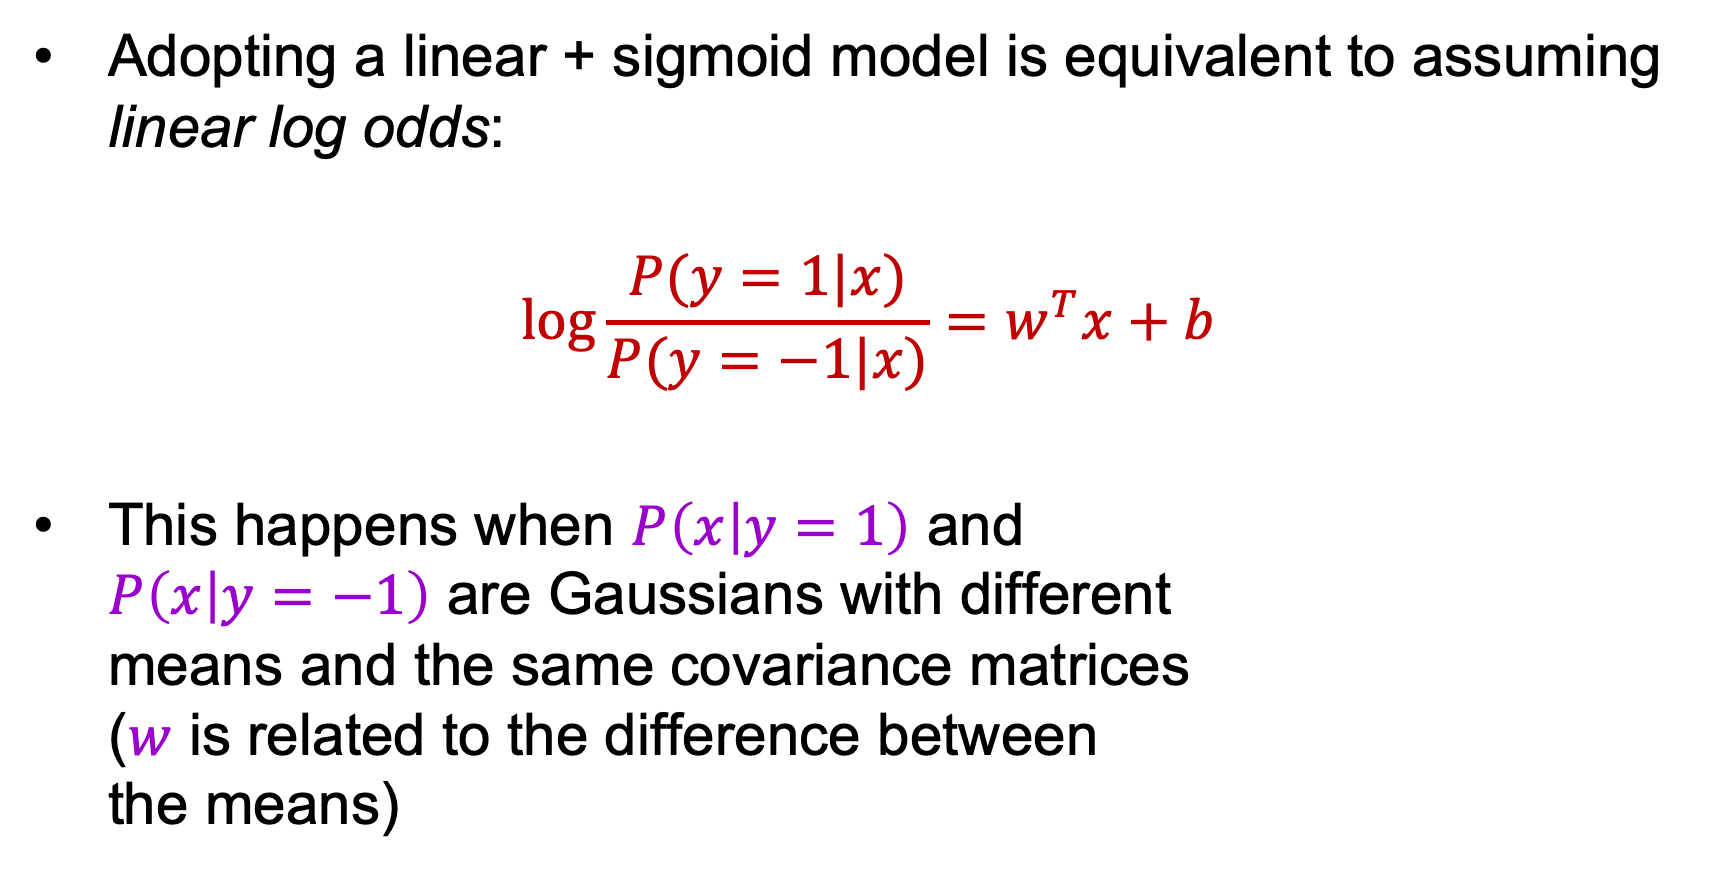 • Adopting a linear + sigmoid model is equivalent to assuming
linear log odds:
log P(y = 1|x) / P(y = −1|x) = wᵀx + b
• This happens when P(x|y = 1) and
P(x|y = −1) are Gaussians with different
means and the same covariance matrices
(w is related to the difference between
the means)